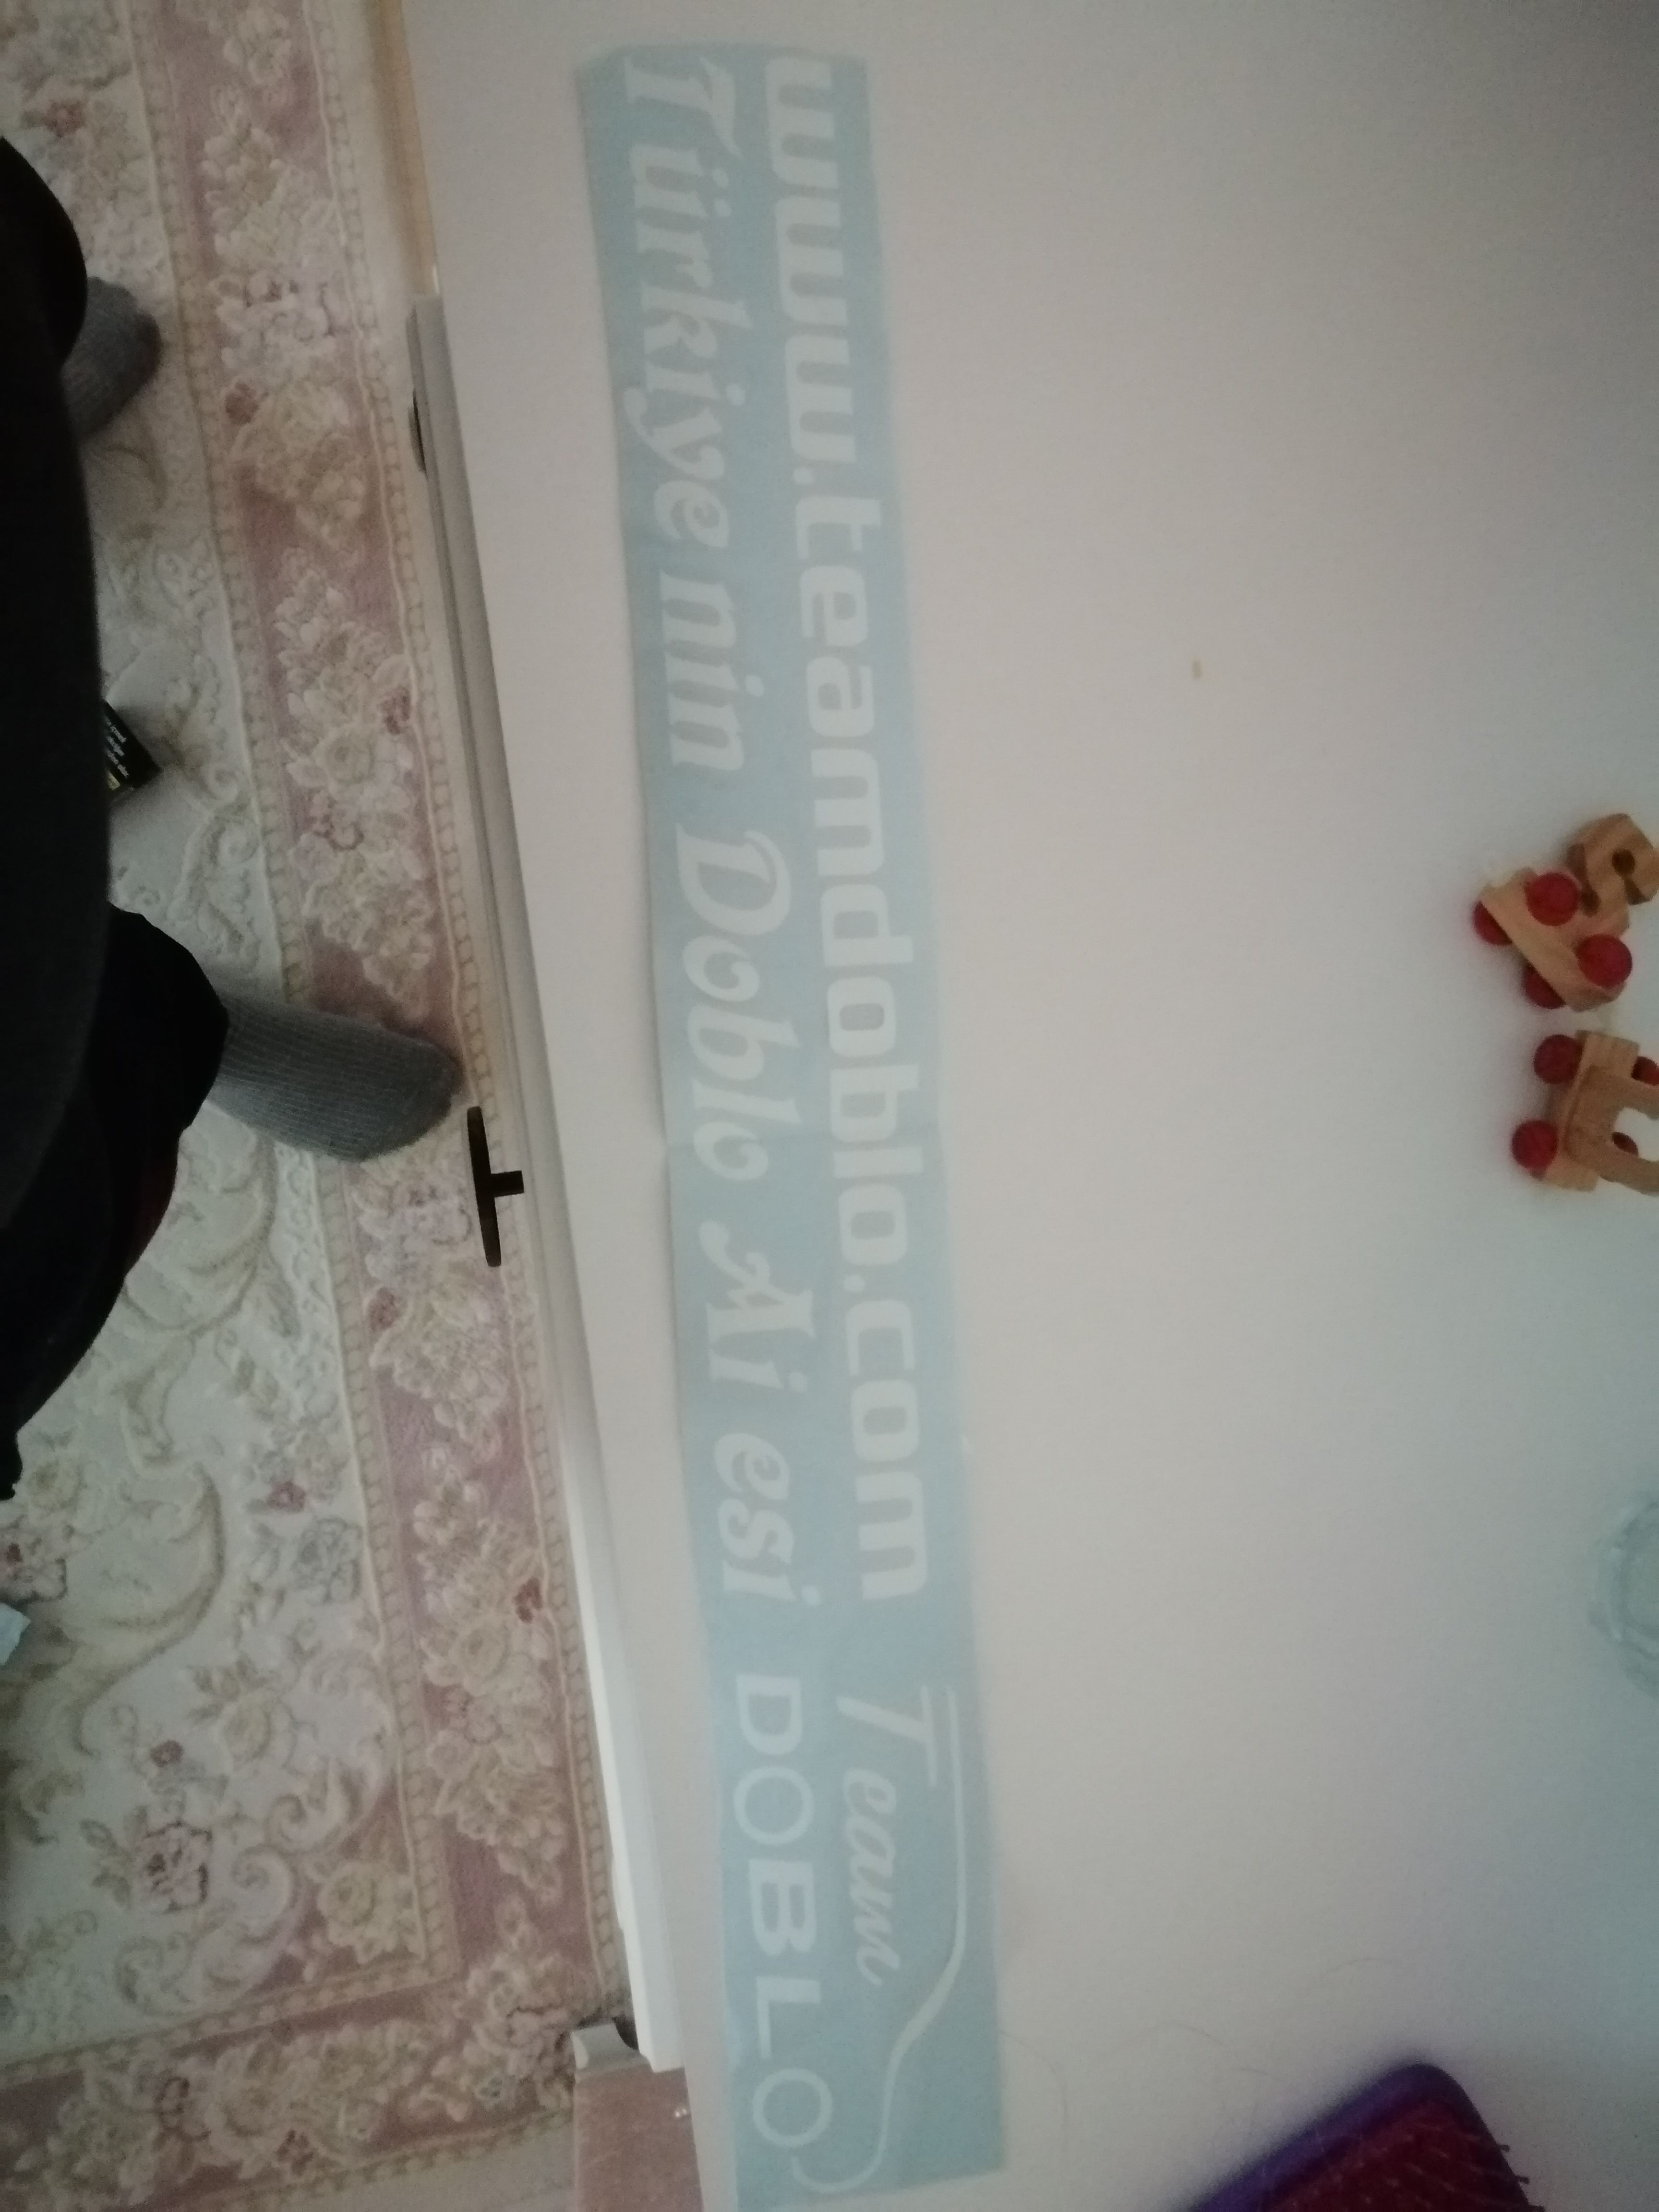 www.teamdoblo.com
Türkiye nin Doblo Ai esi
Team
DOBLO